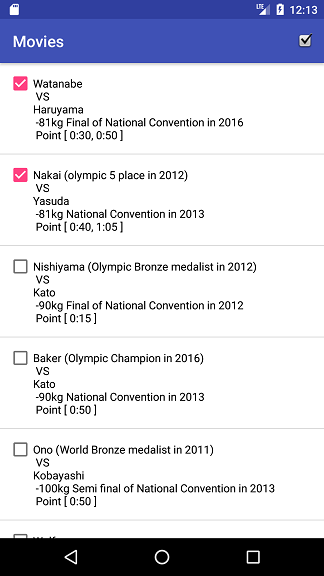 LTE 12:13
Movies
Watanabe
VS
Haruyama
-81kg Final of National Convention in 2016
Point [ 0:30, 0:50 ]
Nakai (olympic 5 place in 2012)
VS
Yasuda
-81kg National Convention in 2013
Point [ 0:40, 1:05 ]
Nishiyama (Olympic Bronze medalist in 2012)
VS
Kato
-90kg Final of National Convention in 2012
Point [ 0:15 ]
Baker (Olympic Champion in 2016)
VS
Kato
-90kg National Convention in 2013
Point [ 0:50 ]
Ono (World Bronze medalist in 2011)
VS
Kobayashi
-100kg Semi final of National Convention in 2013
Point [ 0:50 ]